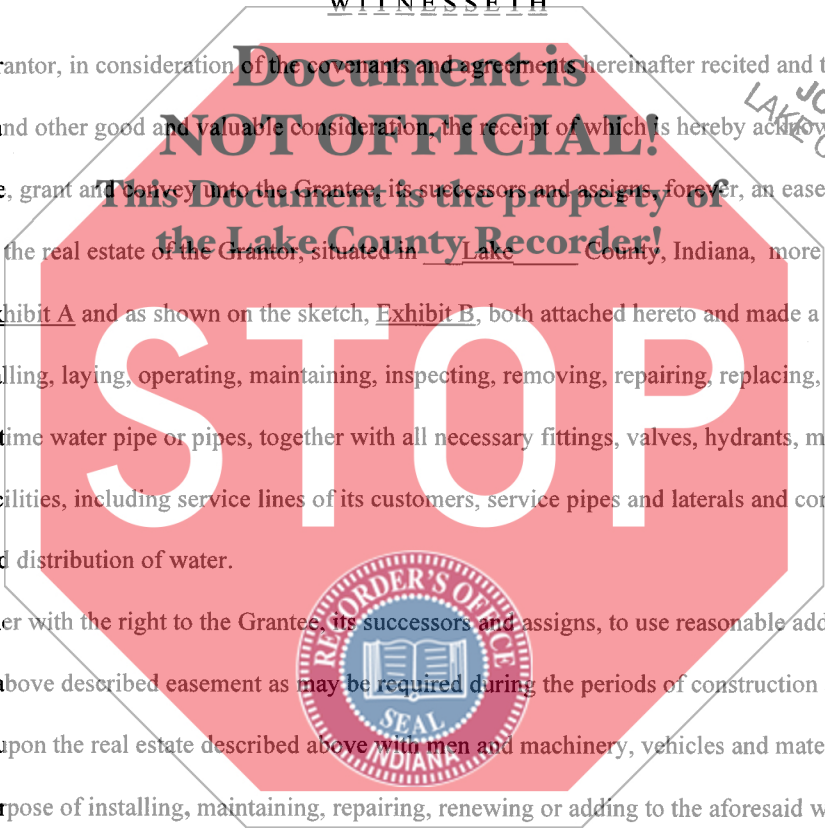 WITNESSETH
Document is
rantor, in consideration of the covenants and agreements hereinafter recited and t
JO
LAKE C
NOT OFFICIAL!
nd other good and valuable consideration, the receipt of which is hereby acknow
This Document is the property of
e, grant and convey unto the Grantee, its successors and assigns, forever, an ease
the Lake County Recorder!
the real estate of the Grantor, situated in Lake County, Indiana, more
hibit A and as shown on the sketch, Exhibit B, both attached hereto and made a
STOP
lling, laying, operating, maintaining, inspecting, removing, repairing, replacing,
time water pipe or pipes, together with all necessary fittings, valves, hydrants, m
cilities, including service lines of its customers, service pipes and laterals and con
d distribution of water.
RECORDER'S OFFICE
SEAL
INDIANA
er with the right to the Grantee, its successors and assigns, to use reasonable add
above described easement as may be required during the periods of construction
upon the real estate described above with men and machinery, vehicles and mate
rpose of installing, maintaining, repairing, renewing or adding to the aforesaid w